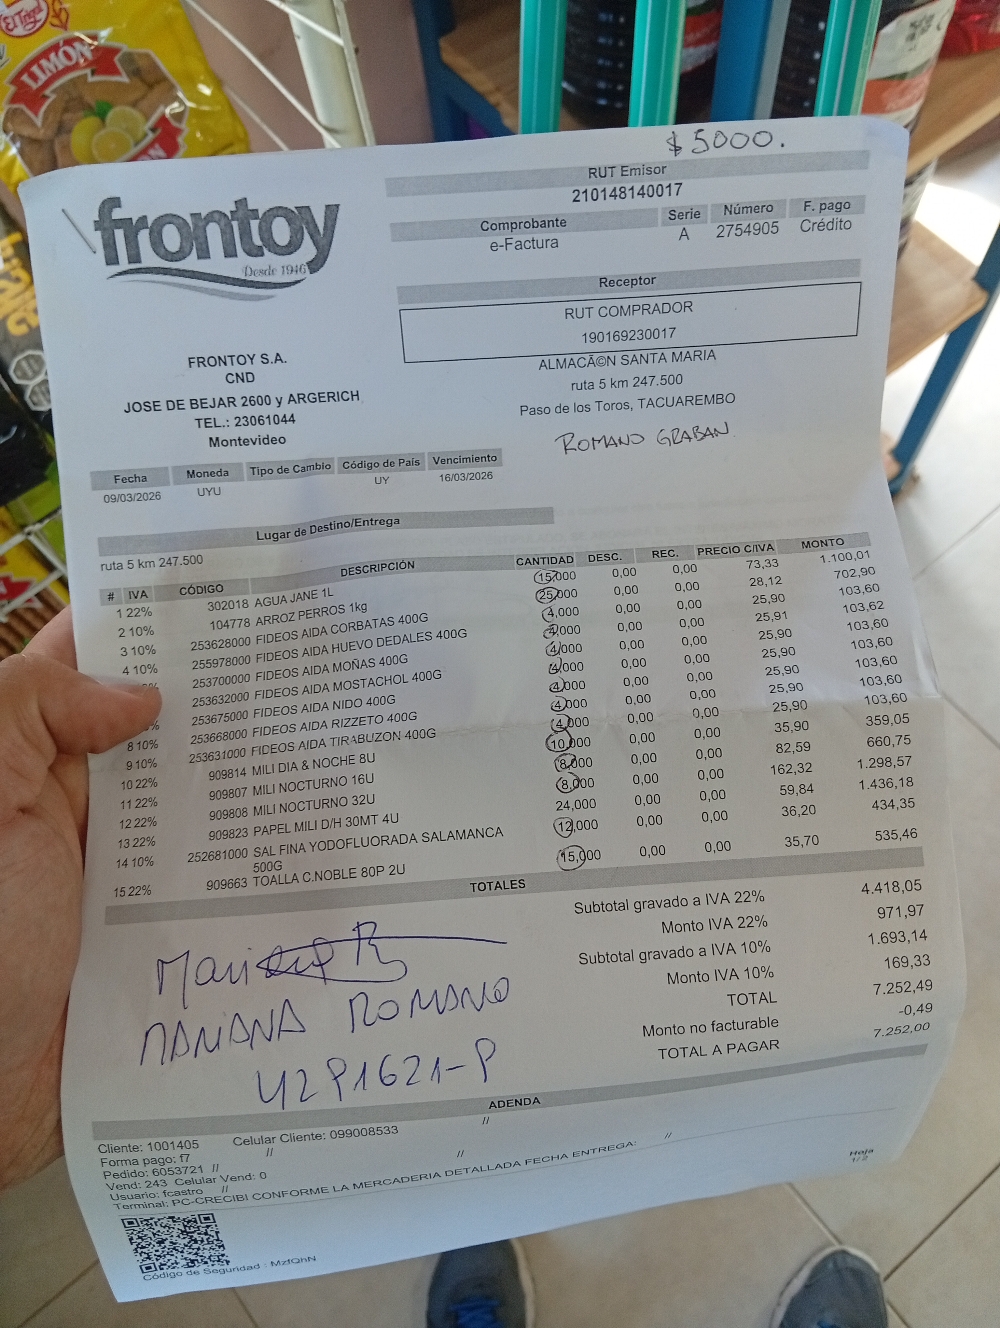 El Trigal
LIMÓN
$ 5000.
frontoy
Desde 1946
RUT Emisor
210148140017
Comprobante Serie Número F. pago
e-Factura A 2754905 Crédito
Receptor
RUT COMPRADOR
190169230017
ALMACÃ©N SANTA MARIA
ruta 5 km 247.500
Paso de los Toros, TACUAREMBO
ROMANO GRABAN
FRONTOY S.A.
CND
JOSE DE BEJAR 2600 y ARGERICH
TEL.: 23061044
Montevideo
Fecha Moneda Tipo de Cambio Código de País Vencimiento
09/03/2026 UYU UY 16/03/2026
Lugar de Destino/Entrega
ruta 5 km 247.500
# IVA CÓDIGO DESCRIPCIÓN CANTIDAD DESC. REC. PRECIO C/IVA MONTO
1 22% 302018 AGUA JANE 1L 15,000 0,00 0,00 73,33 1.100,01
2 10% 104778 ARROZ PERROS 1kg 25,000 0,00 0,00 28,12 702,90
3 10% 253628000 FIDEOS AIDA CORBATAS 400G 4,000 0,00 0,00 25,90 103,60
4 10% 255978000 FIDEOS AIDA HUEVO DEDALES 400G 4,000 0,00 0,00 25,91 103,62
253700000 FIDEOS AIDA MOÑAS 400G 4,000 0,00 0,00 25,90 103,60
253632000 FIDEOS AIDA MOSTACHOL 400G 4,000 0,00 0,00 25,90 103,60
253675000 FIDEOS AIDA NIDO 400G 4,000 0,00 0,00 25,90 103,60
8 10% 253668000 FIDEOS AIDA RIZZETO 400G 4,000 0,00 0,00 25,90 103,60
9 10% 253631000 FIDEOS AIDA TIRABUZON 400G 4,000 0,00 0,00 25,90 103,60
10 22% 909814 MILI DIA & NOCHE 8U 10,000 0,00 0,00 35,90 359,05
11 22% 909807 MILI NOCTURNO 16U 8,000 0,00 0,00 82,59 660,75
12 22% 909808 MILI NOCTURNO 32U 8,000 0,00 0,00 162,32 1.298,57
13 22% 909823 PAPEL MILI D/H 30MT 4U 24,000 0,00 0,00 59,84 1.436,18
14 10% 252681000 SAL FINA YODOFLUORADA SALAMANCA 12,000 0,00 0,00 36,20 434,35
500G
15 22% 909663 TOALLA C.NOBLE 80P 2U 15,000 0,00 0,00 35,70 535,46
TOTALES
Subtotal gravado a IVA 22% 4.418,05
Monto IVA 22% 971,97
Subtotal gravado a IVA 10% 1.693,14
Monto IVA 10% 169,33
TOTAL 7.252,49
Monto no facturable -0,49
TOTAL A PAGAR 7.252,00
MARIANA ROMANO
ADENDA
Cliente: 1001405 Celular Cliente: 099008533 //
Forma pago: f7 //
Pedido: 6053721 // //
Vend: 243 Celular Vend: 0
Usuario: fcastro //
Terminal: PC-CRECIBI CONFORME LA MERCADERIA DETALLADA FECHA ENTREGA: //
Hoja
1/2
Código de Seguridad : MzfQhN